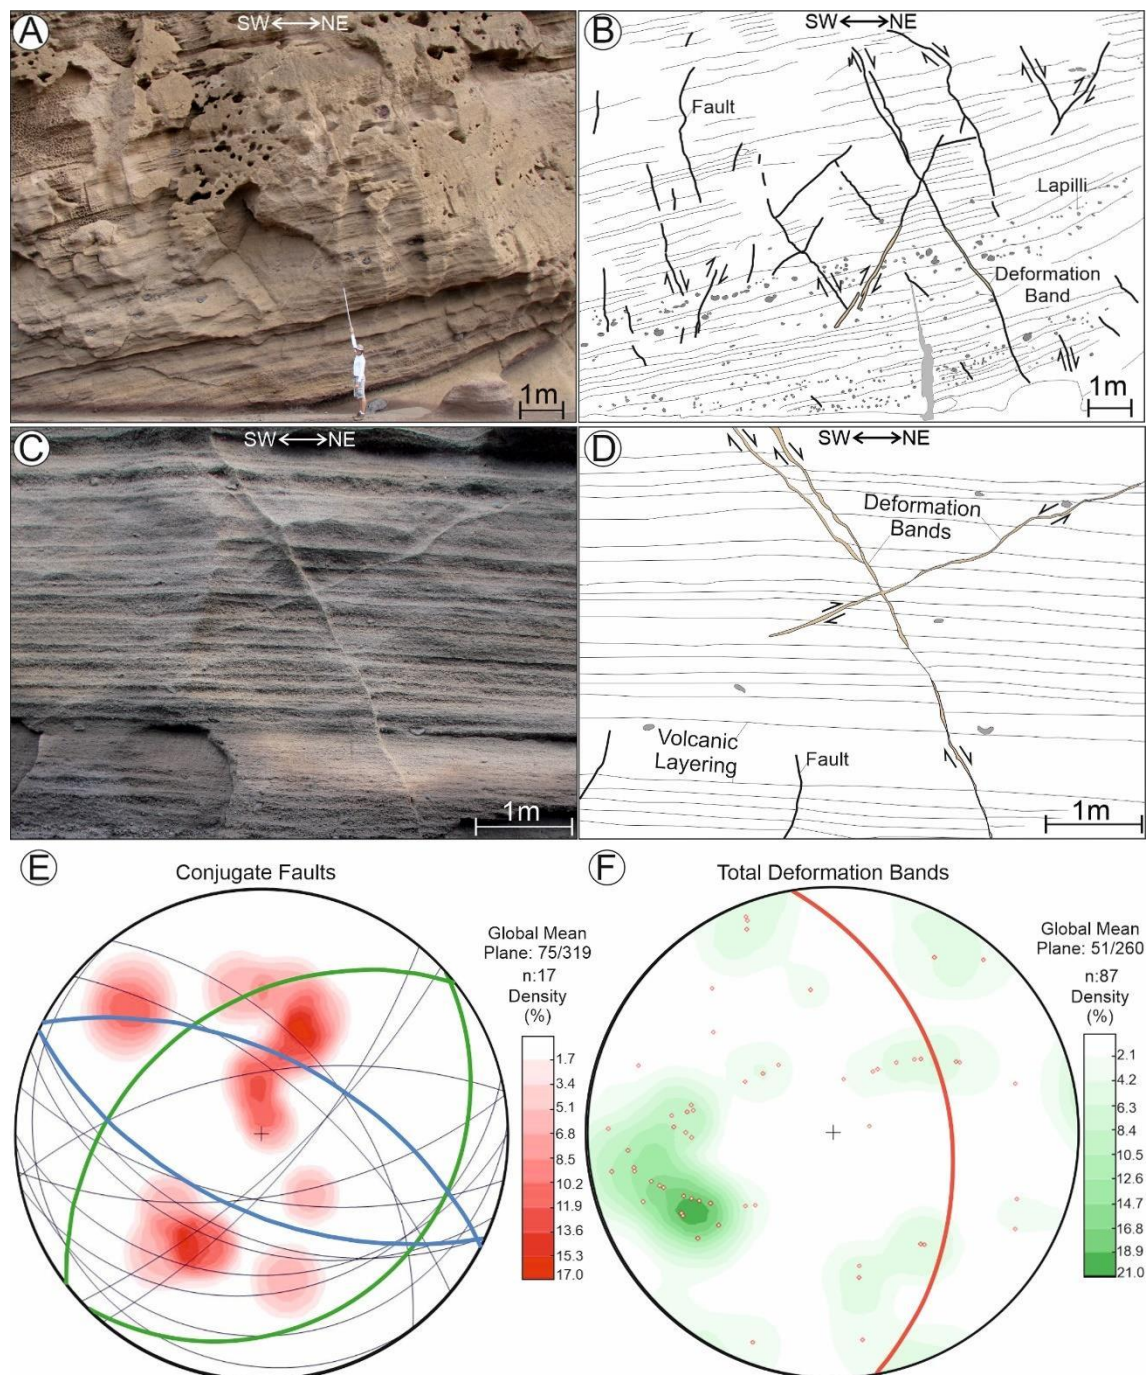 A
SW NE
1m
B
SW NE
Fault
Lapilli
Deformation
Band
1m
C
SW NE
1m
D
SW NE
Deformation
Bands
Volcanic
Layering
Fault
1m
E
Conjugate Faults
Global Mean
Plane: 75/319
n:17
Density
(%)
1.7
3.4
5.1
6.8
8.5
10.2
11.9
13.6
15.3
17.0
F
Total Deformation Bands
Global Mean
Plane: 51/260
n:87
Density
(%)
2.1
4.2
6.3
8.4
10.5
12.6
14.7
16.8
18.9
21.0